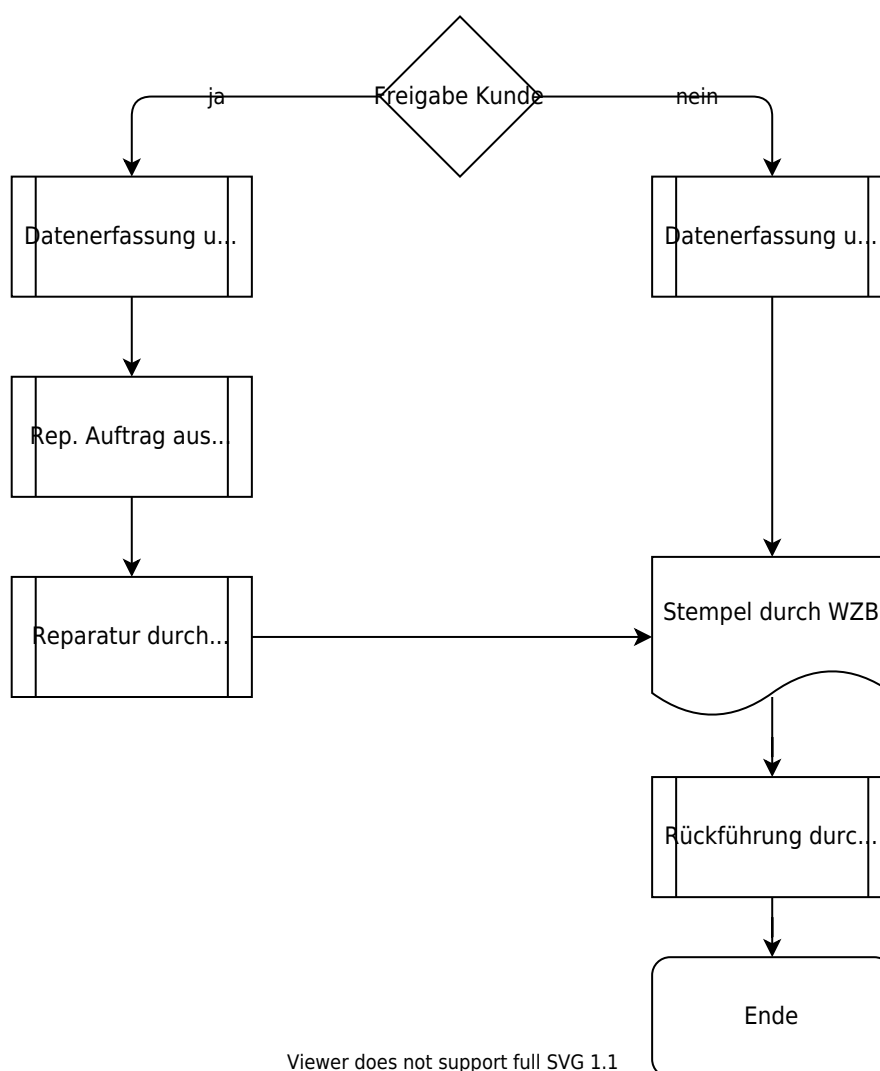 Freigabe Kunde
ja
nein
Datenerfassung u...
Datenerfassung u...
Rep. Auftrag aus...
Reparatur durch...
Stempel durch WZB
Rückführung durc...
Ende
Viewer does not support full SVG 1.1